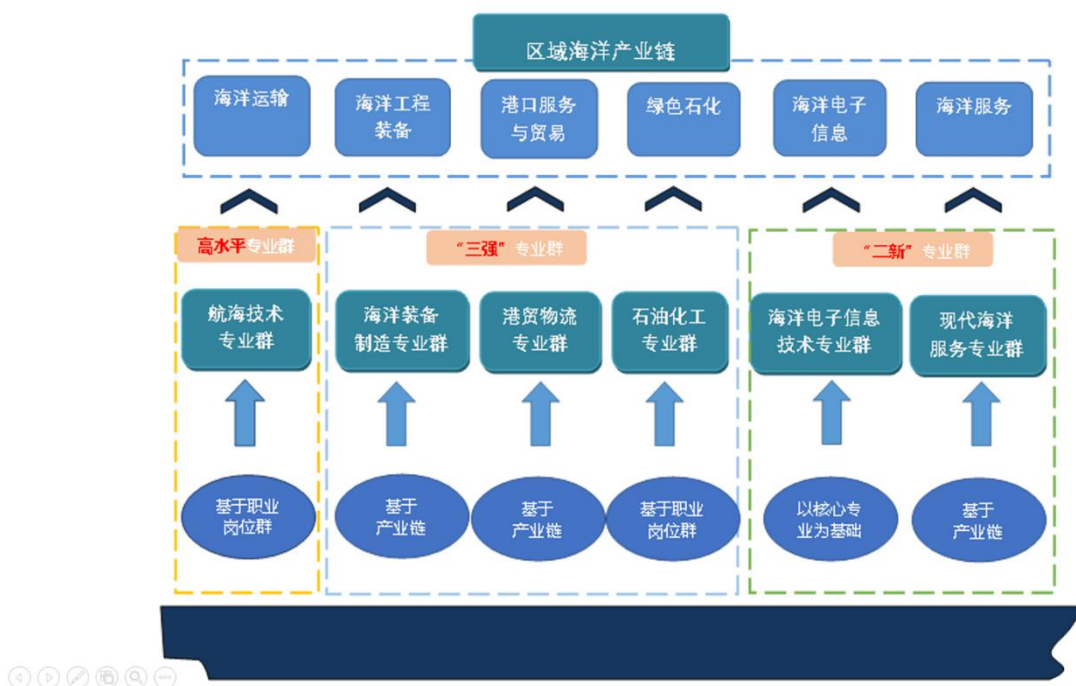 区域海洋产业链
海洋运输
海洋工程
装备
港口服务
与贸易
绿色石化
海洋电子
信息
海洋服务
高水平 专业群
“三强” 专业群
“二新” 专业群
航海技术
专业群
海洋装备
制造专业群
港贸物流
专业群
石油化工
专业群
海洋电子信息
技术专业群
现代海洋
服务专业群
基于职业
岗位群
基于
产业链
基于
产业链
基于职业
岗位群
以核心专
业为基础
基于
产业链